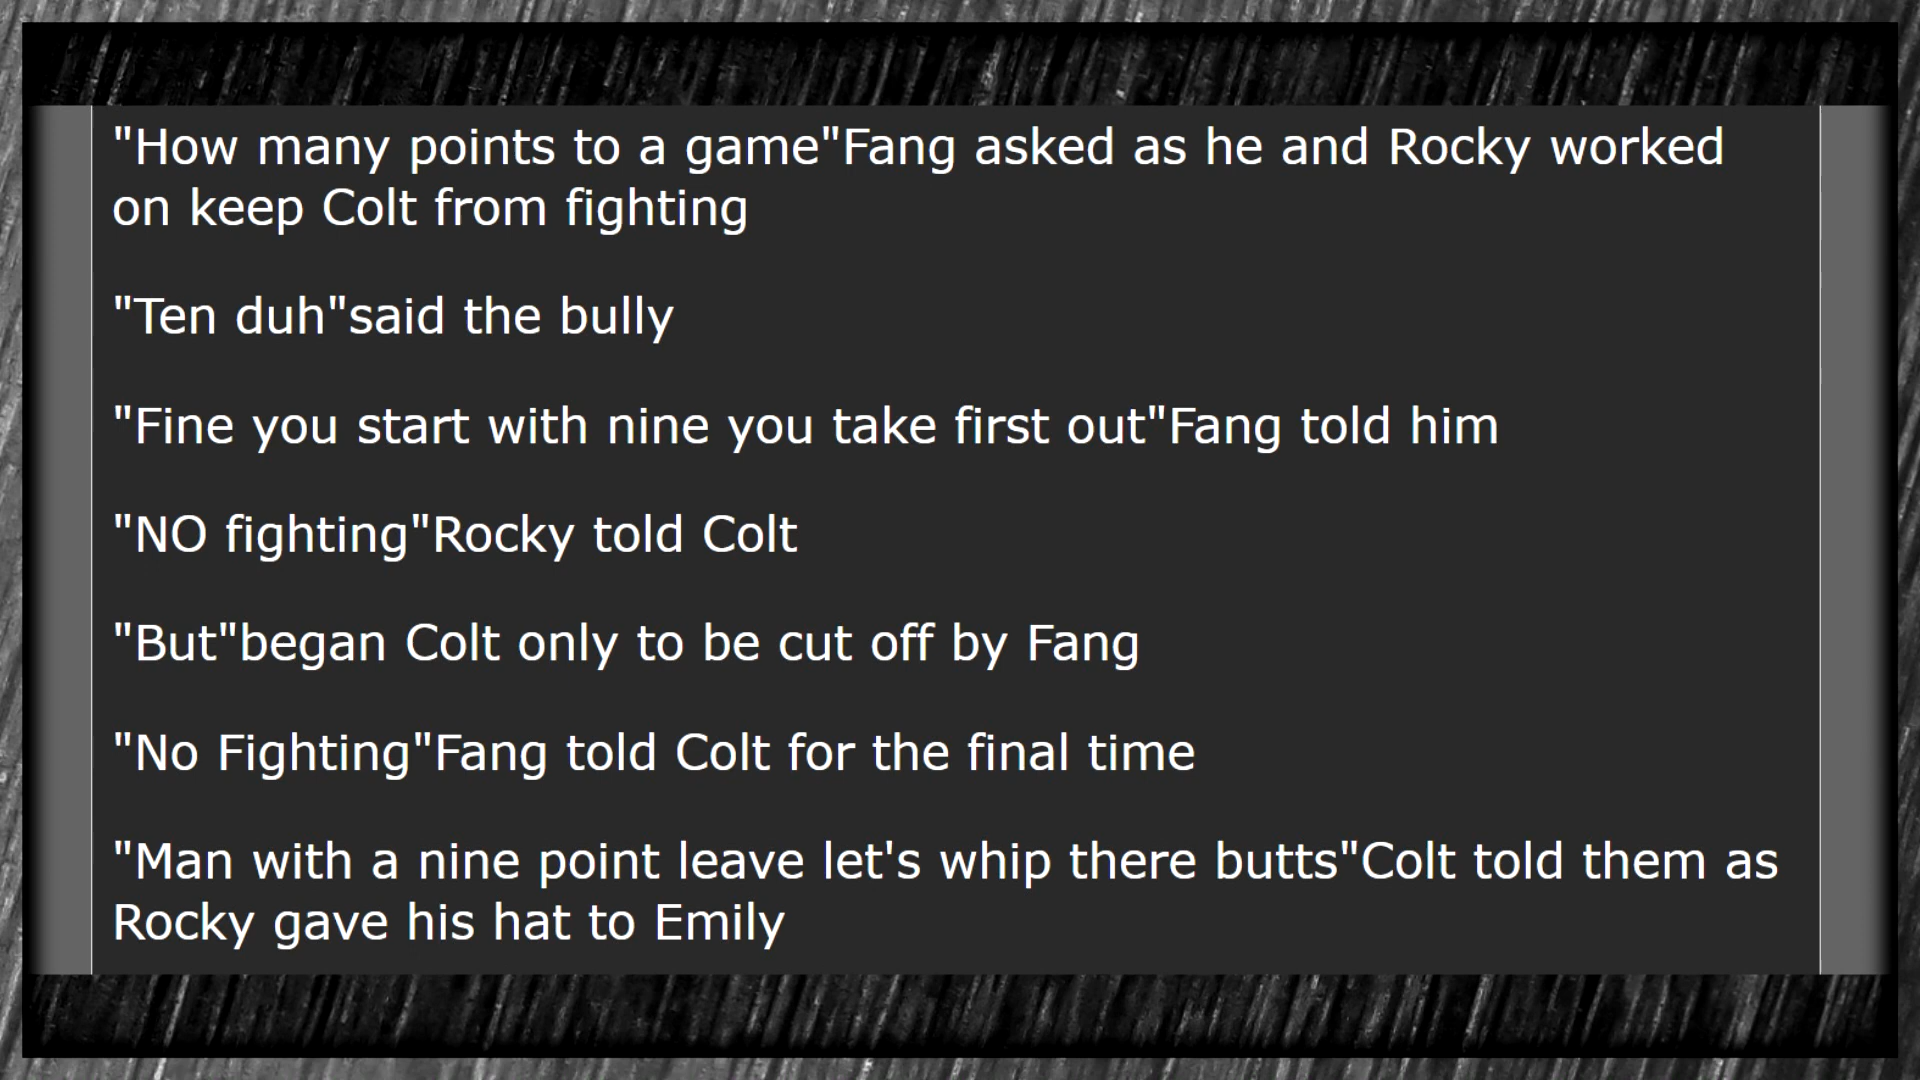 "How many points to a game"Fang asked as he and Rocky worked
on keep Colt from fighting
"Ten duh"said the bully
"Fine you start with nine you take first out"Fang told him
"NO fighting"Rocky told Colt
"But"began Colt only to be cut off by Fang
"No Fighting"Fang told Colt for the final time
"Man with a nine point leave let's whip there butts"Colt told them as
Rocky gave his hat to Emily